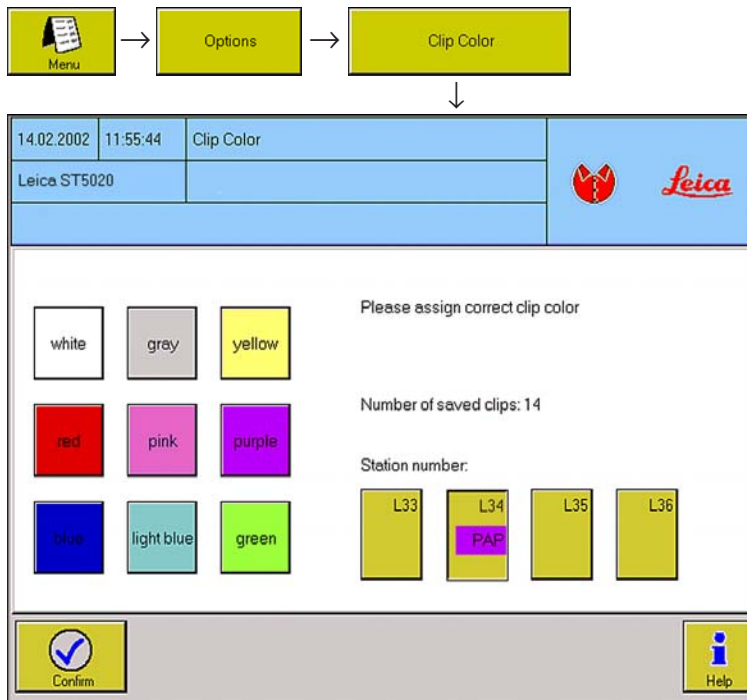 Menu → Options → Clip Color
↓
14.02.2002 11:55:44 Clip Color
Leica ST5020
Leica
Please assign correct clip color
white gray yellow
Number of saved clips: 14
red pink purple
Station number:
L33 L34 L35 L36
PAP
blue light blue green
Confirm
Help